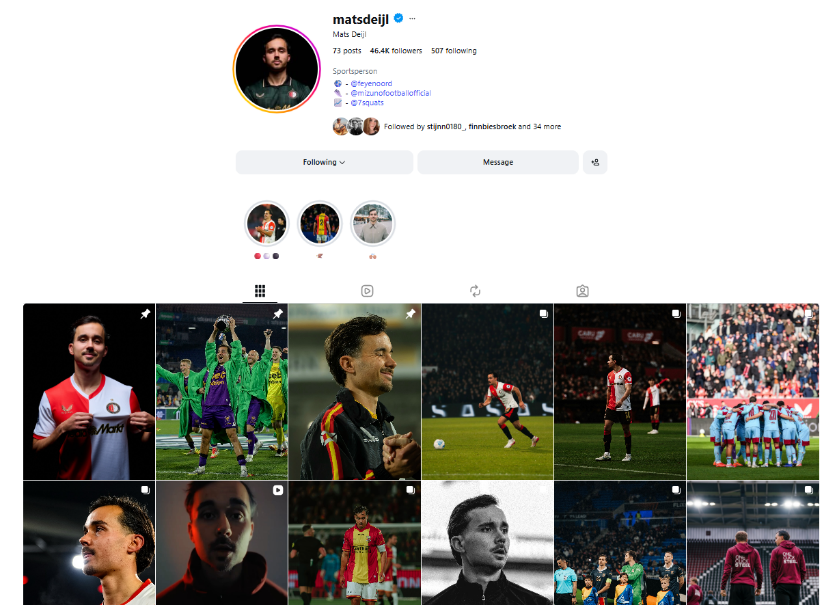 matsdeijl
Mats Deijl
73 posts 46.4K followers 507 following
Sportsperson
- @feyenoord
- @mizunofootballofficial
- @7squats
Followed by stijnn0180_, finnbiesbroek and 34 more
Following Message